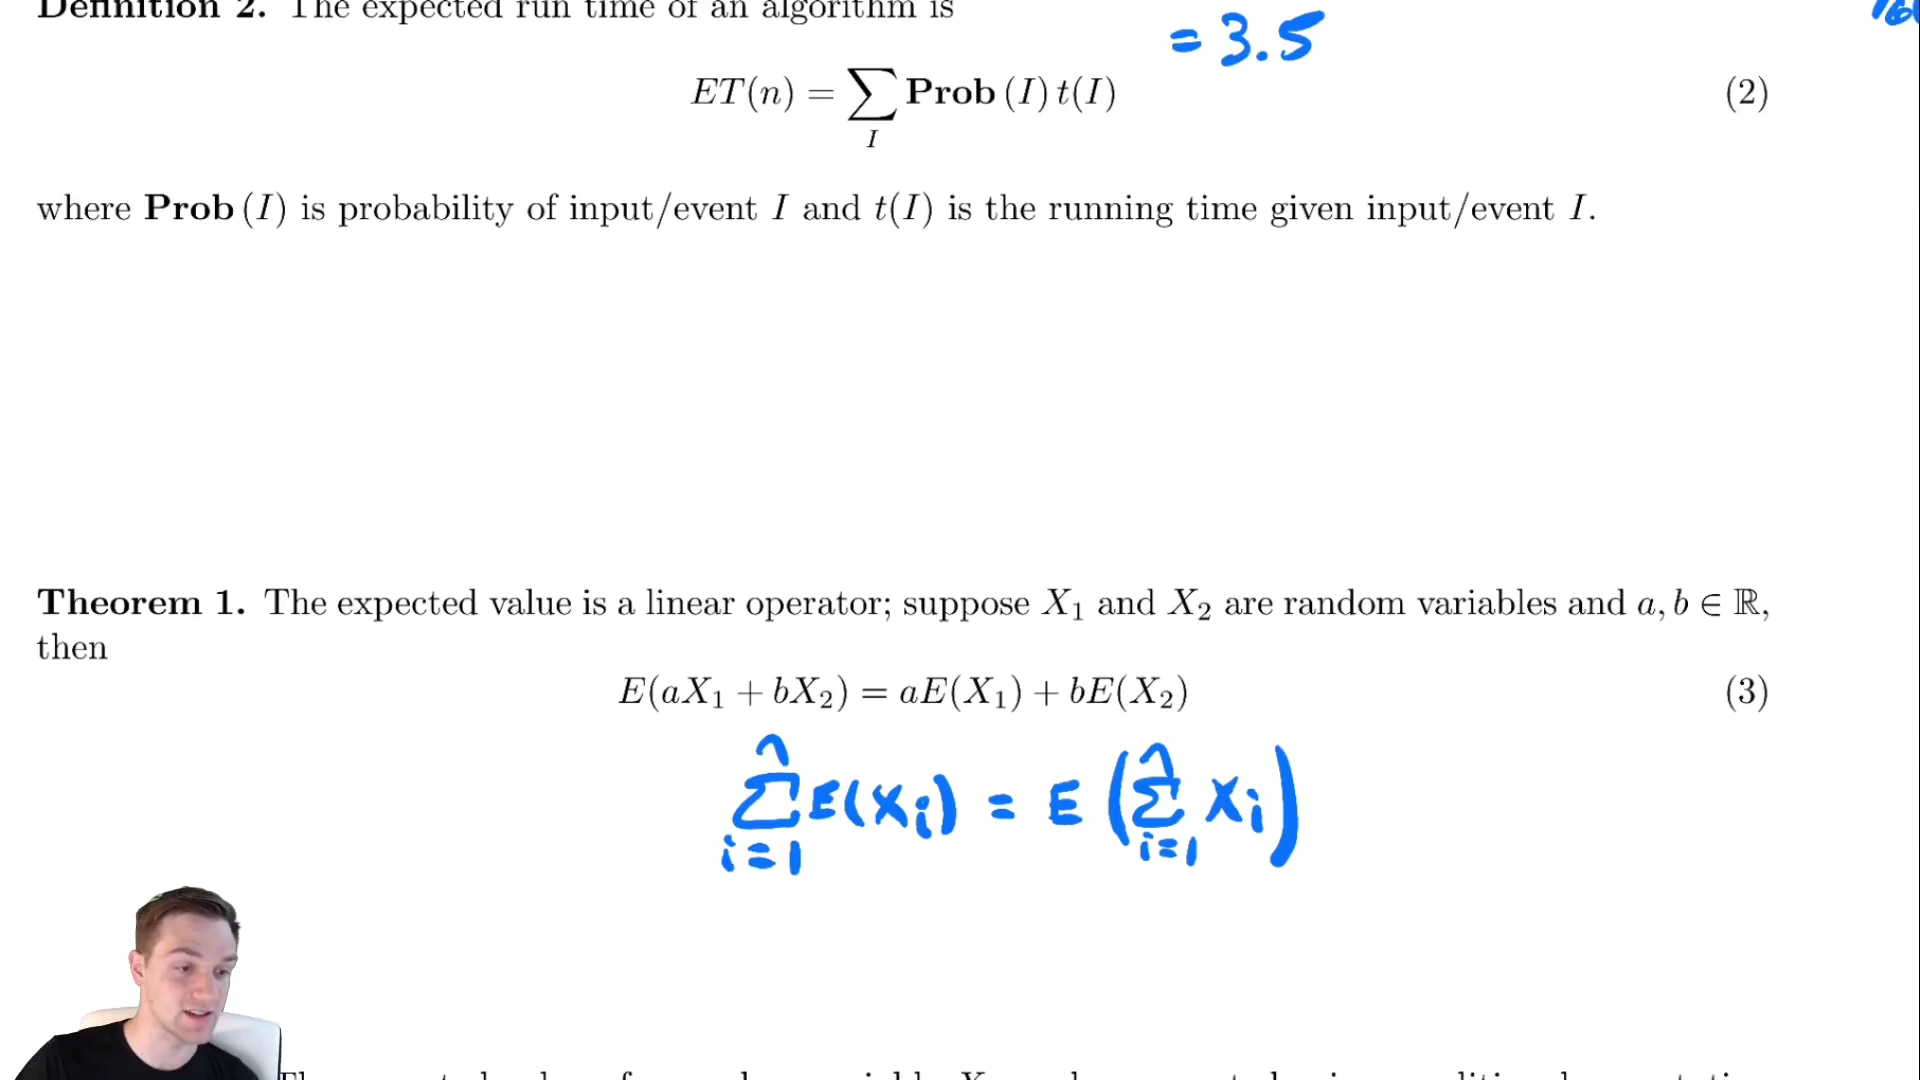 Definition 2. The expected run time of an algorithm is
= 3.5
ET(n) = ∑_I Prob (I) t(I) (2)
where Prob (I) is probability of input/event I and t(I) is the running time given input/event I.
Theorem 1. The expected value is a linear operator; suppose X₁ and X₂ are random variables and a, b ∈ ℝ,
then
E(aX₁ + bX₂) = aE(X₁) + bE(X₂) (3)
∑_{i=1}^{n} E(Xᵢ) = E(∑_{i=1}^{n} Xᵢ)